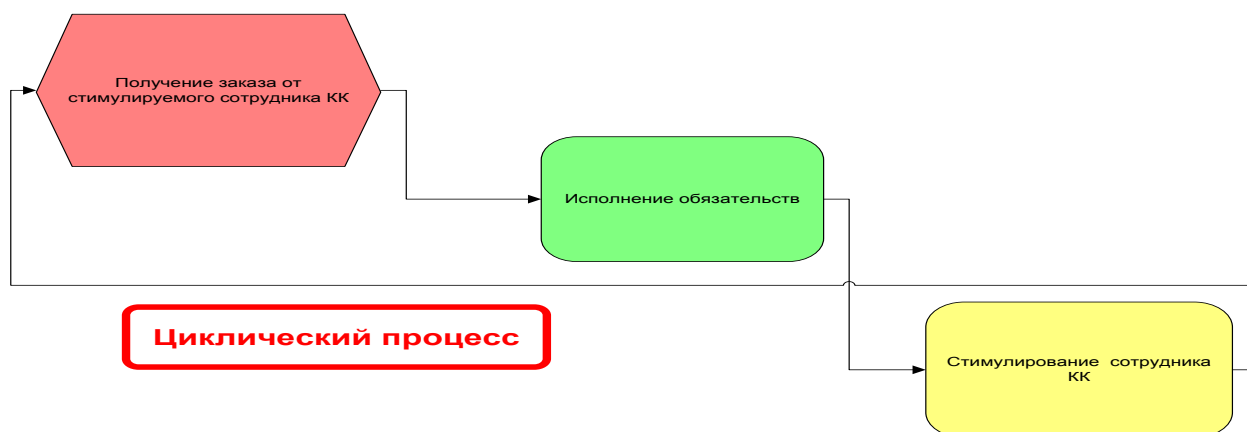 Получение заказа от
стимулируемого сотрудника КК
Исполнение обязательств
Циклический процесс
Стимулирование сотрудника
КК